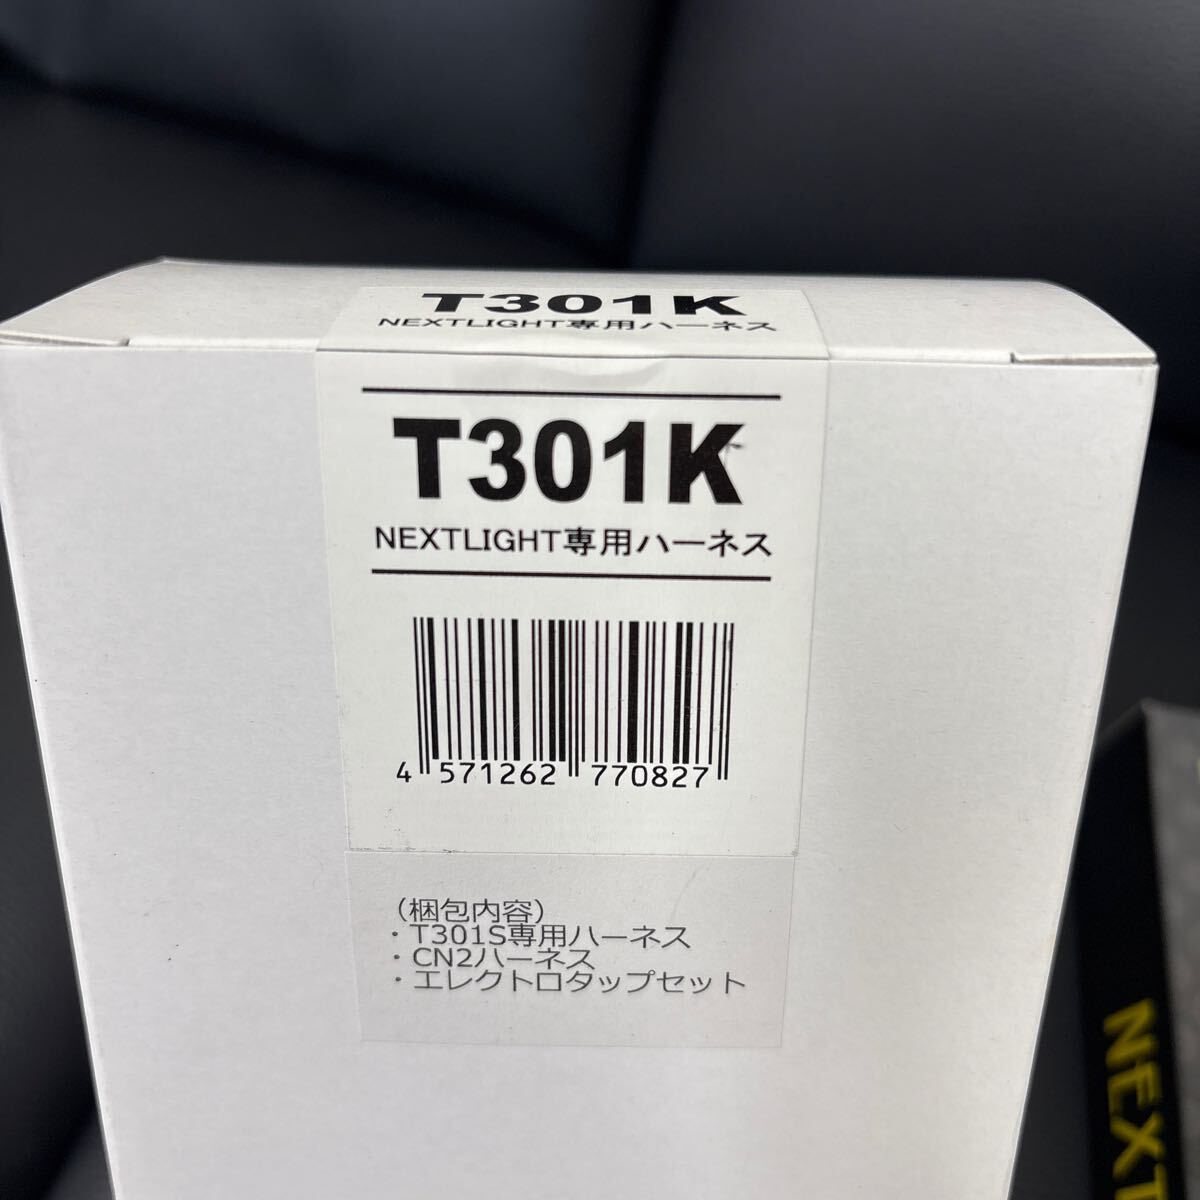 T301K
NEXTLIGHT専用ハーネス
T301K
NEXTLIGHT専用ハーネス
4 571262 770827
（梱包内容）
・T301S専用ハーネス
・CN2ハーネス
・エレクトロタップセット
NEXT